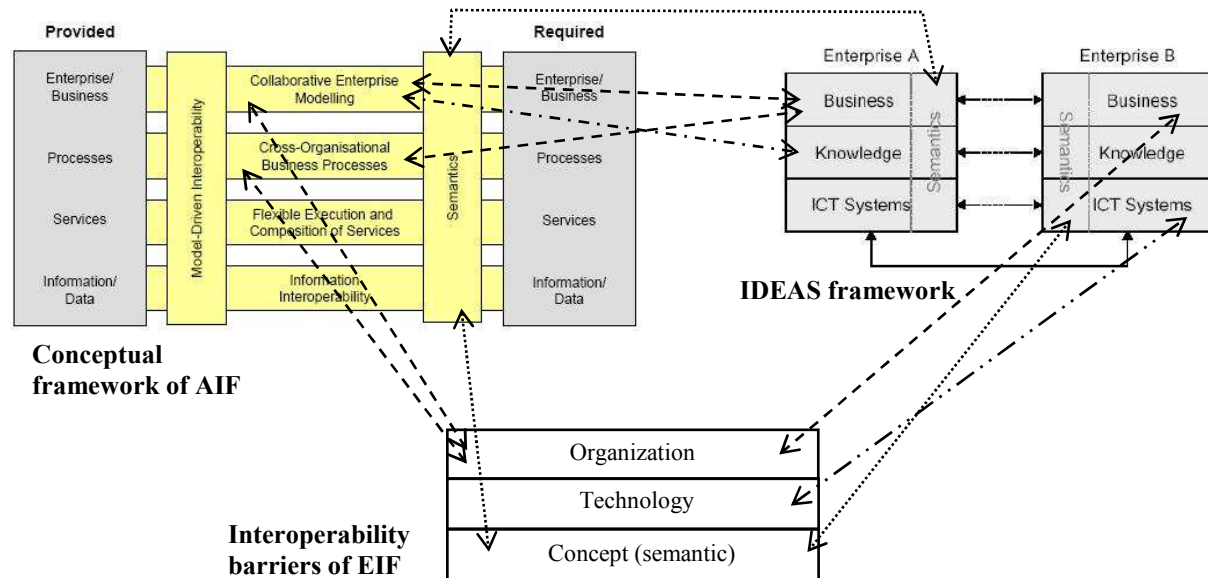 Provided
Required
Enterprise/
Business
Processes
Services
Information/
Data
Model-Driven Interoperability
Collaborative Enterprise
Modelling
Cross-Organisational
Business Processes
Flexible Execution and
Composition of Services
Information
Interoperability
Semantics
Enterprise/
Business
Processes
Services
Information/
Data
Conceptual
framework of AIF
Enterprise A
Business
Knowledge
ICT Systems
Semantics
Enterprise B
Semantics
Business
Knowledge
ICT Systems
IDEAS framework
Organization
Technology
Concept (semantic)
Interoperability
barriers of EIF